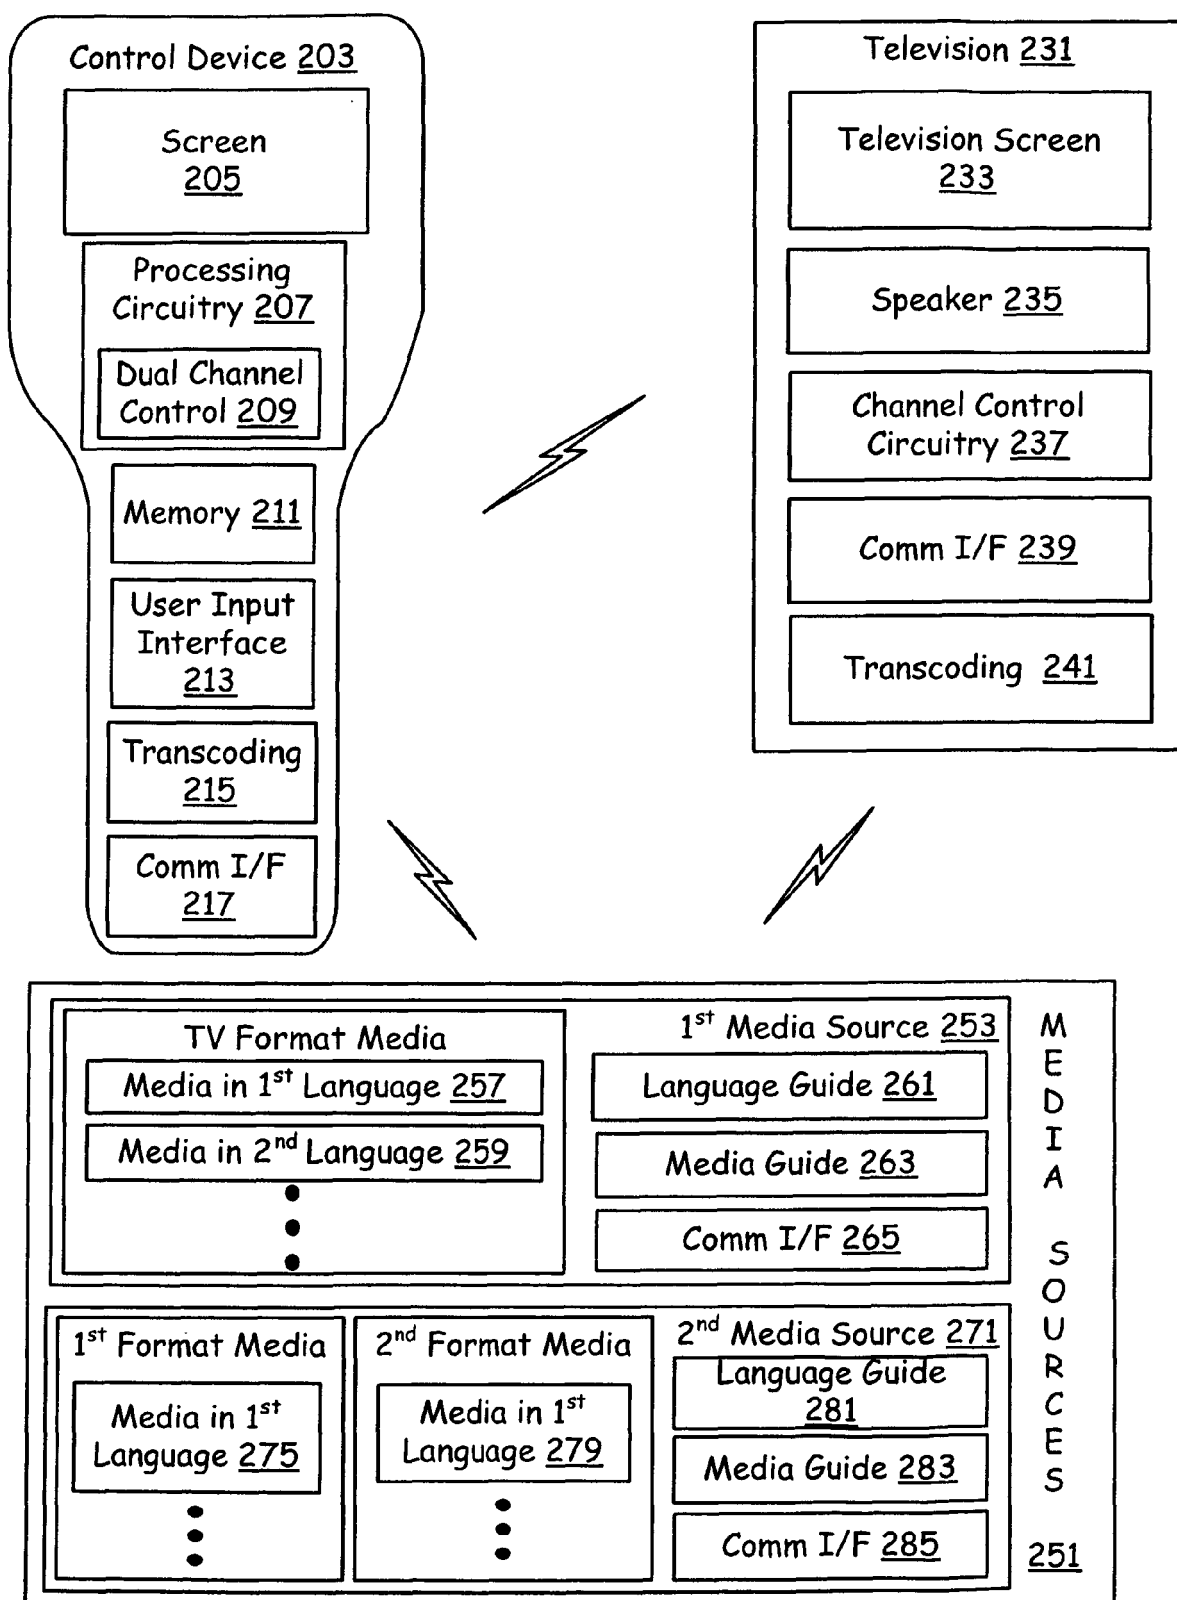 Control Device 203
Screen
205
Processing
Circuitry 207
Dual Channel
Control 209
Memory 211
User Input
Interface
213
Transcoding
215
Comm I/F
217
Television 231
Television Screen
233
Speaker 235
Channel Control
Circuitry 237
Comm I/F 239
Transcoding 241
TV Format Media
Media in 1st Language 257
Media in 2nd Language 259
1st Media Source 253
Language Guide 261
Media Guide 263
Comm I/F 265
1st Format Media
Media in 1st
Language 275
2nd Format Media
Media in 1st
Language 279
2nd Media Source 271
Language Guide
281
Media Guide 283
Comm I/F 285
MEDIA SOURCES
251